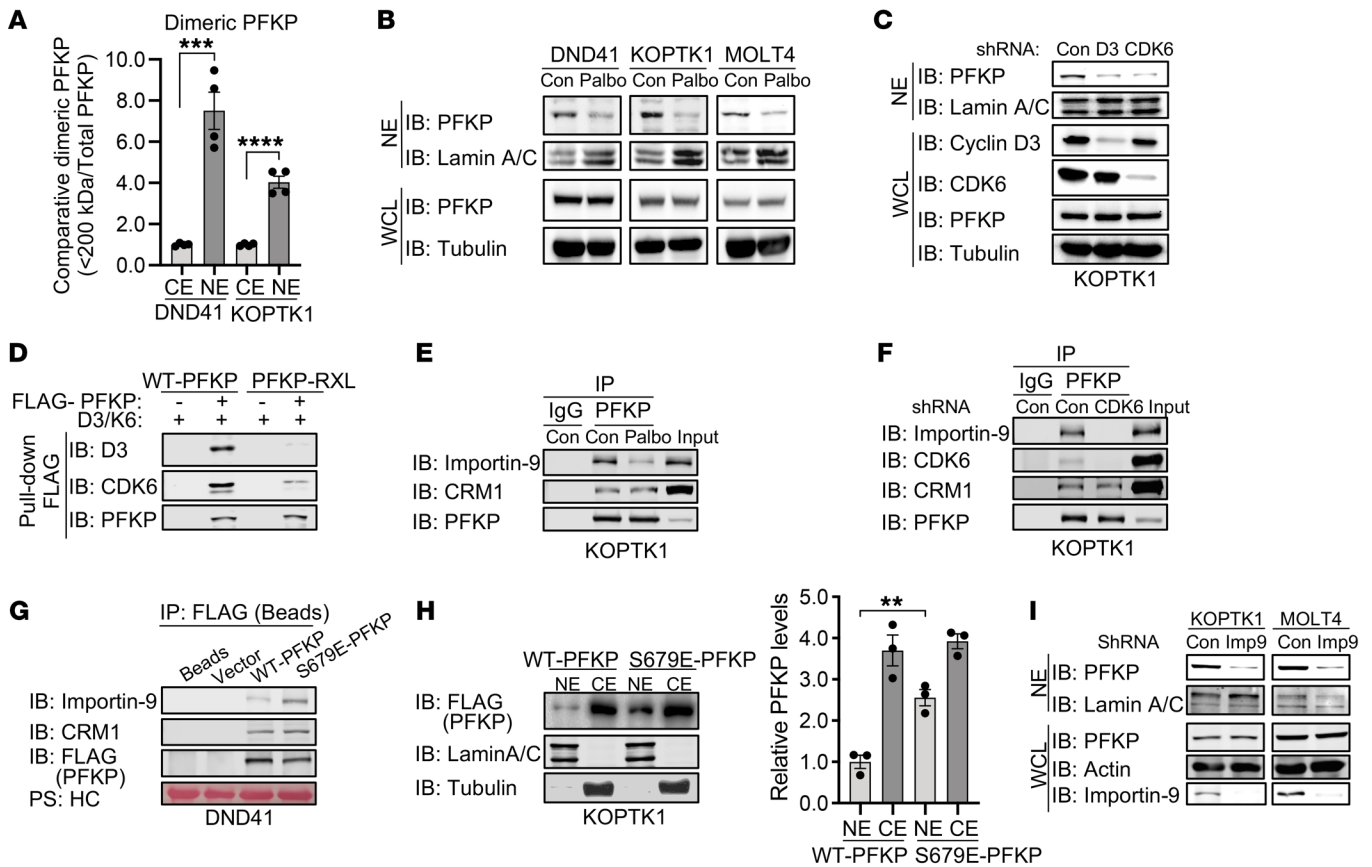 A
Dimeric PFKP
Comparative dimeric PFKP
(<200 kDa/Total PFKP)
10.0
8.0
6.0
4.0
2.0
0.0
***
****
CE NE CE NE
DND41 KOPTK1
B
DND41 KOPTK1 MOLT4
Con Palbo Con Palbo Con Palbo
NE
IB: PFKP
IB: Lamin A/C
WCL
IB: PFKP
IB: Tubulin
C
shRNA: Con D3 CDK6
NE
IB: PFKP
IB: Lamin A/C
WCL
IB: Cyclin D3
IB: CDK6
IB: PFKP
IB: Tubulin
KOPTK1
D
WT-PFKP PFKP-RXL
FLAG- PFKP: - + - +
D3/K6: + + + +
Pull-down
FLAG
IB: D3
IB: CDK6
IB: PFKP
E
IP
IgG PFKP
Con Con Palbo Input
IB: Importin-9
IB: CRM1
IB: PFKP
KOPTK1
F
IP
IgG PFKP
shRNA Con Con CDK6 Input
IB: Importin-9
IB: CDK6
IB: CRM1
IB: PFKP
KOPTK1
G
IP: FLAG (Beads)
Beads Vector WT-PFKP S679E-PFKP
IB: Importin-9
IB: CRM1
IB: FLAG
(PFKP)
PS: HC
DND41
H
WT-PFKP S679E-PFKP
NE CE NE CE
IB: FLAG
(PFKP)
IB: LaminA/C
IB: Tubulin
KOPTK1
Relative PFKP levels
5.0
4.0
3.0
2.0
1.0
0.0
**
NE CE NE CE
WT-PFKP S679E-PFKP
I
KOPTK1 MOLT4
ShRNA Con Imp9 Con Imp9
NE
IB: PFKP
IB: Lamin A/C
WCL
IB: PFKP
IB: Actin
IB: Importin-9